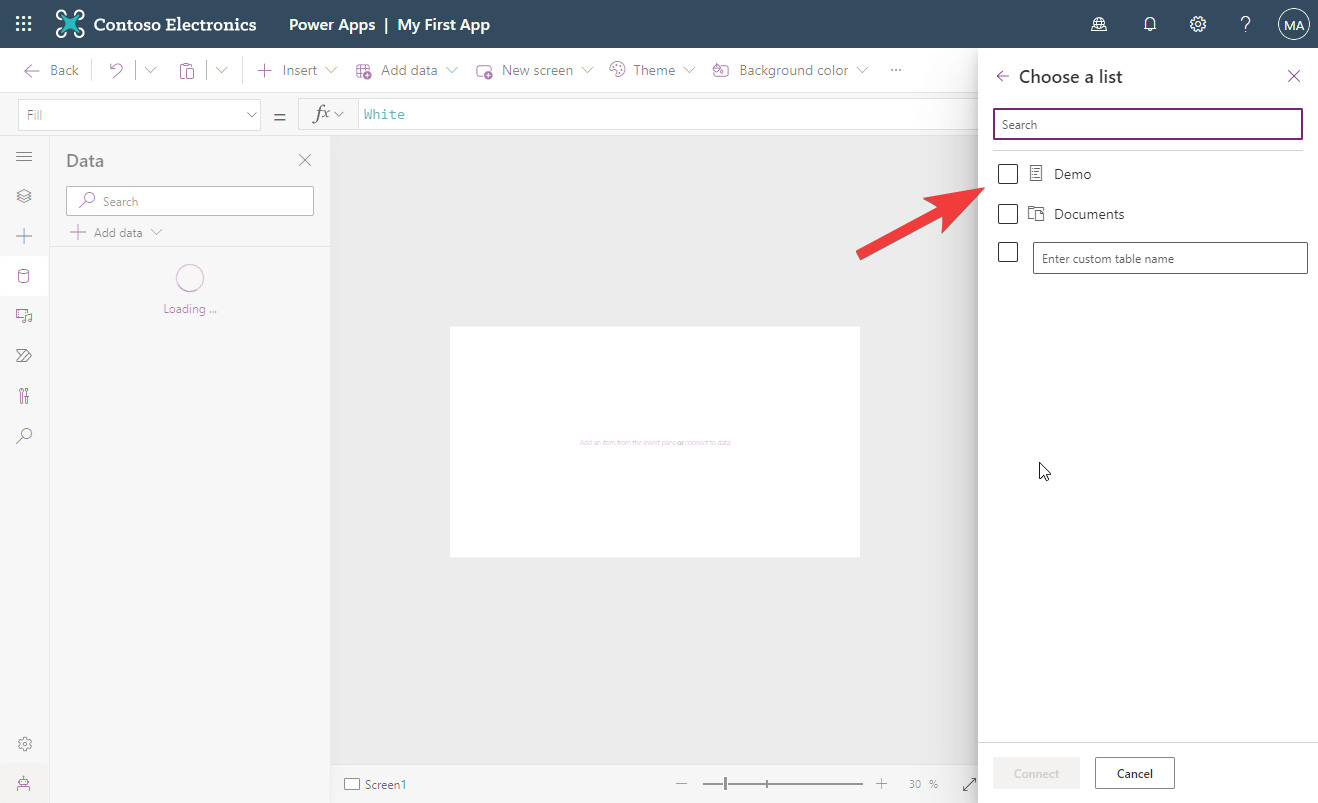 Contoso Electronics Power Apps | My First App MA
Back Insert Add data New screen Theme Background color ...
Fill = fx White
Data
Search
Add data
Loading ...
Add an item from the Insert pane or connect to data
Screen1 30 %
Choose a list
Search
Demo
Documents
Enter custom table name
Connect Cancel